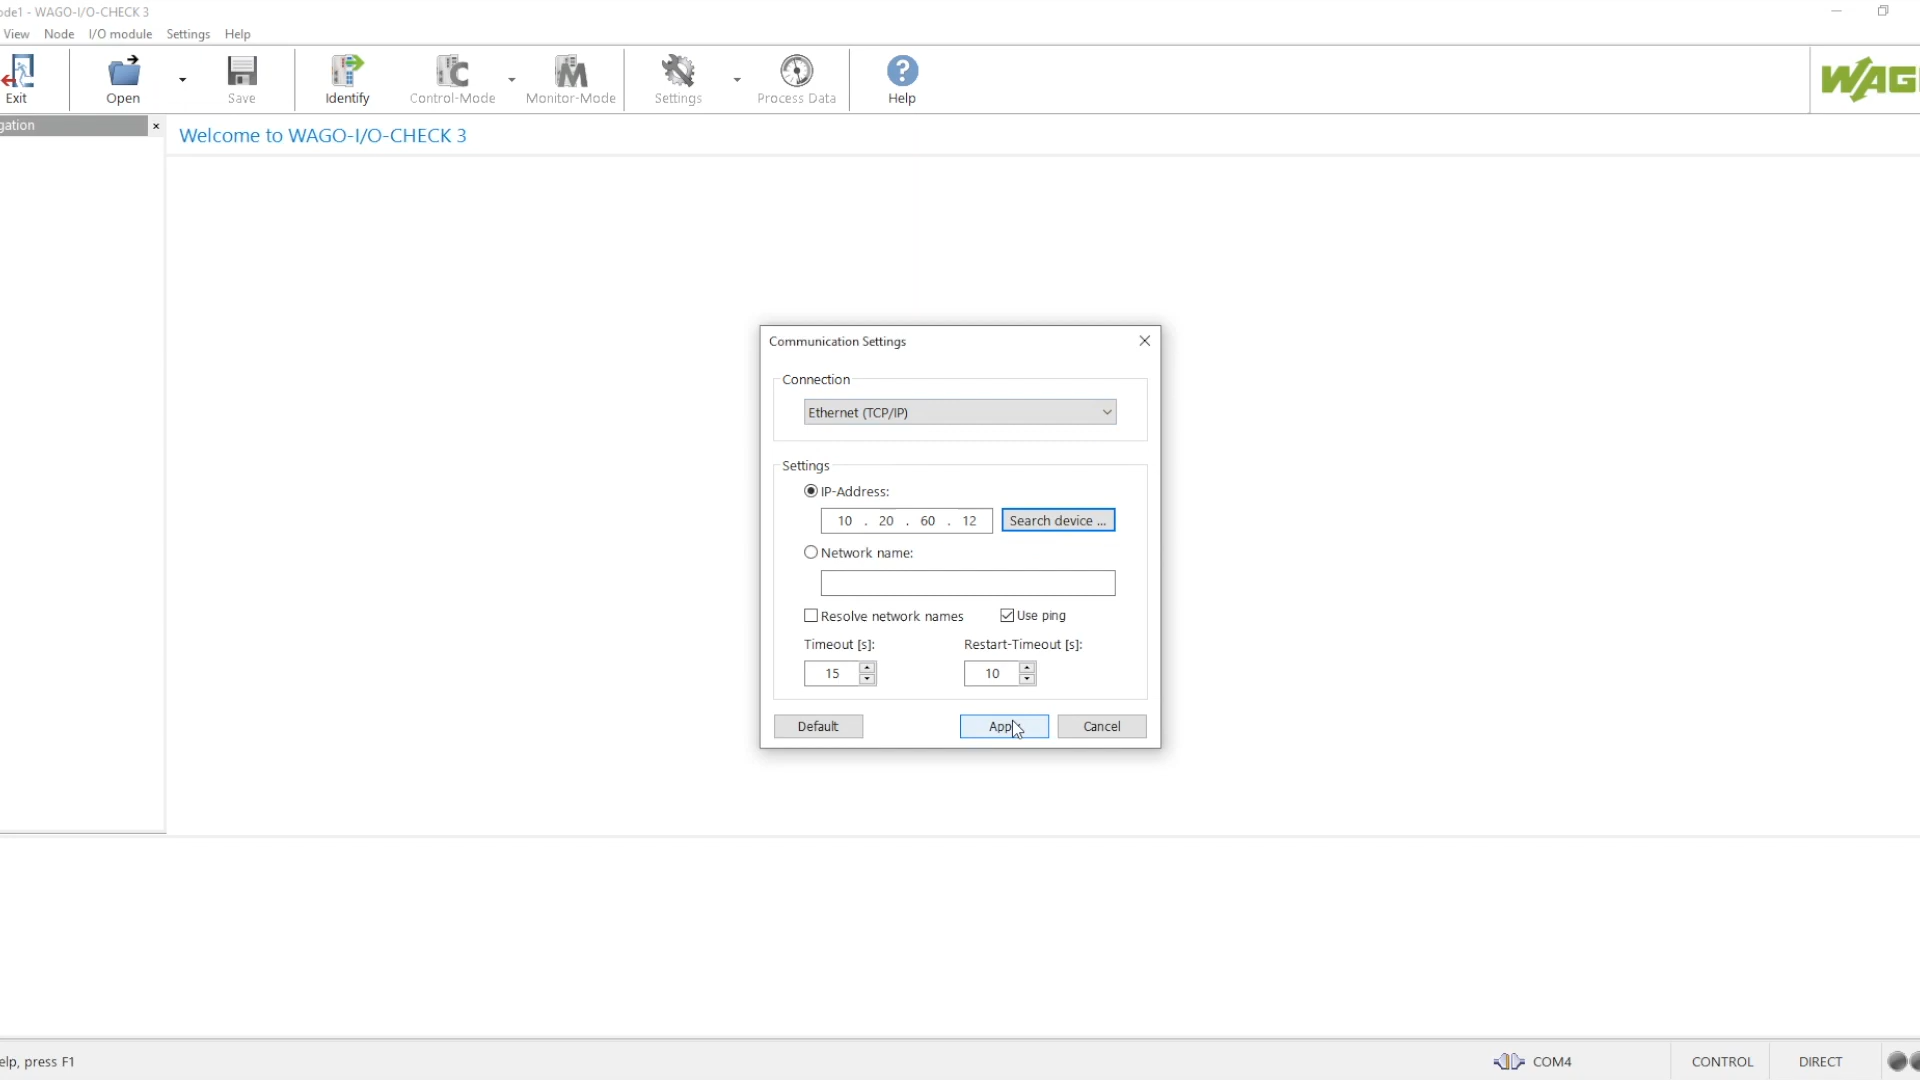 ode1 - WAGO-I/O-CHECK 3
View Node I/O module Settings Help
Exit Open Save Identify Control-Mode Monitor-Mode Settings Process Data Help
WAG
gation
Welcome to WAGO-I/O-CHECK 3
Communication Settings
Connection
Ethernet (TCP/IP)
Settings
IP-Address:
10 . 20 . 60 . 12 Search device ...
Network name:
Resolve network names Use ping
Timeout [s]: Restart-Timeout [s]:
15 10
Default App Cancel
elp, press F1 COM4 CONTROL DIRECT